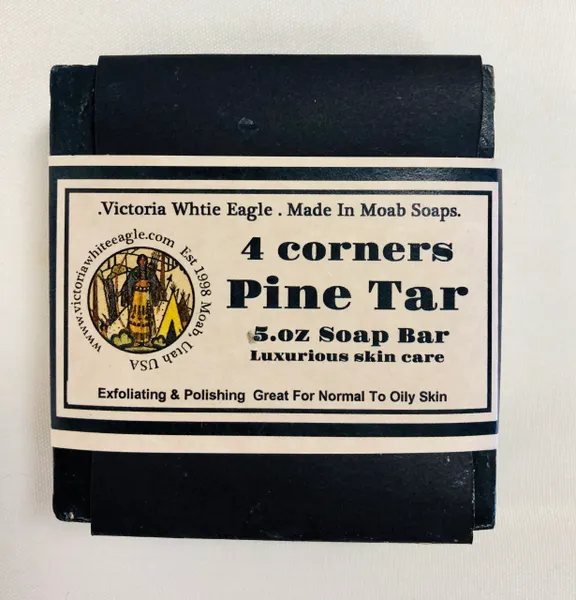 .Victoria Whtie Eagle . Made In Moab Soaps.
www.victoriawhiteeagle.com Est 1998 Moab, Utah USA
4 corners
Pine Tar
5.oz Soap Bar
Luxurious skin care
Exfoliating & Polishing Great For Normal To Oily Skin